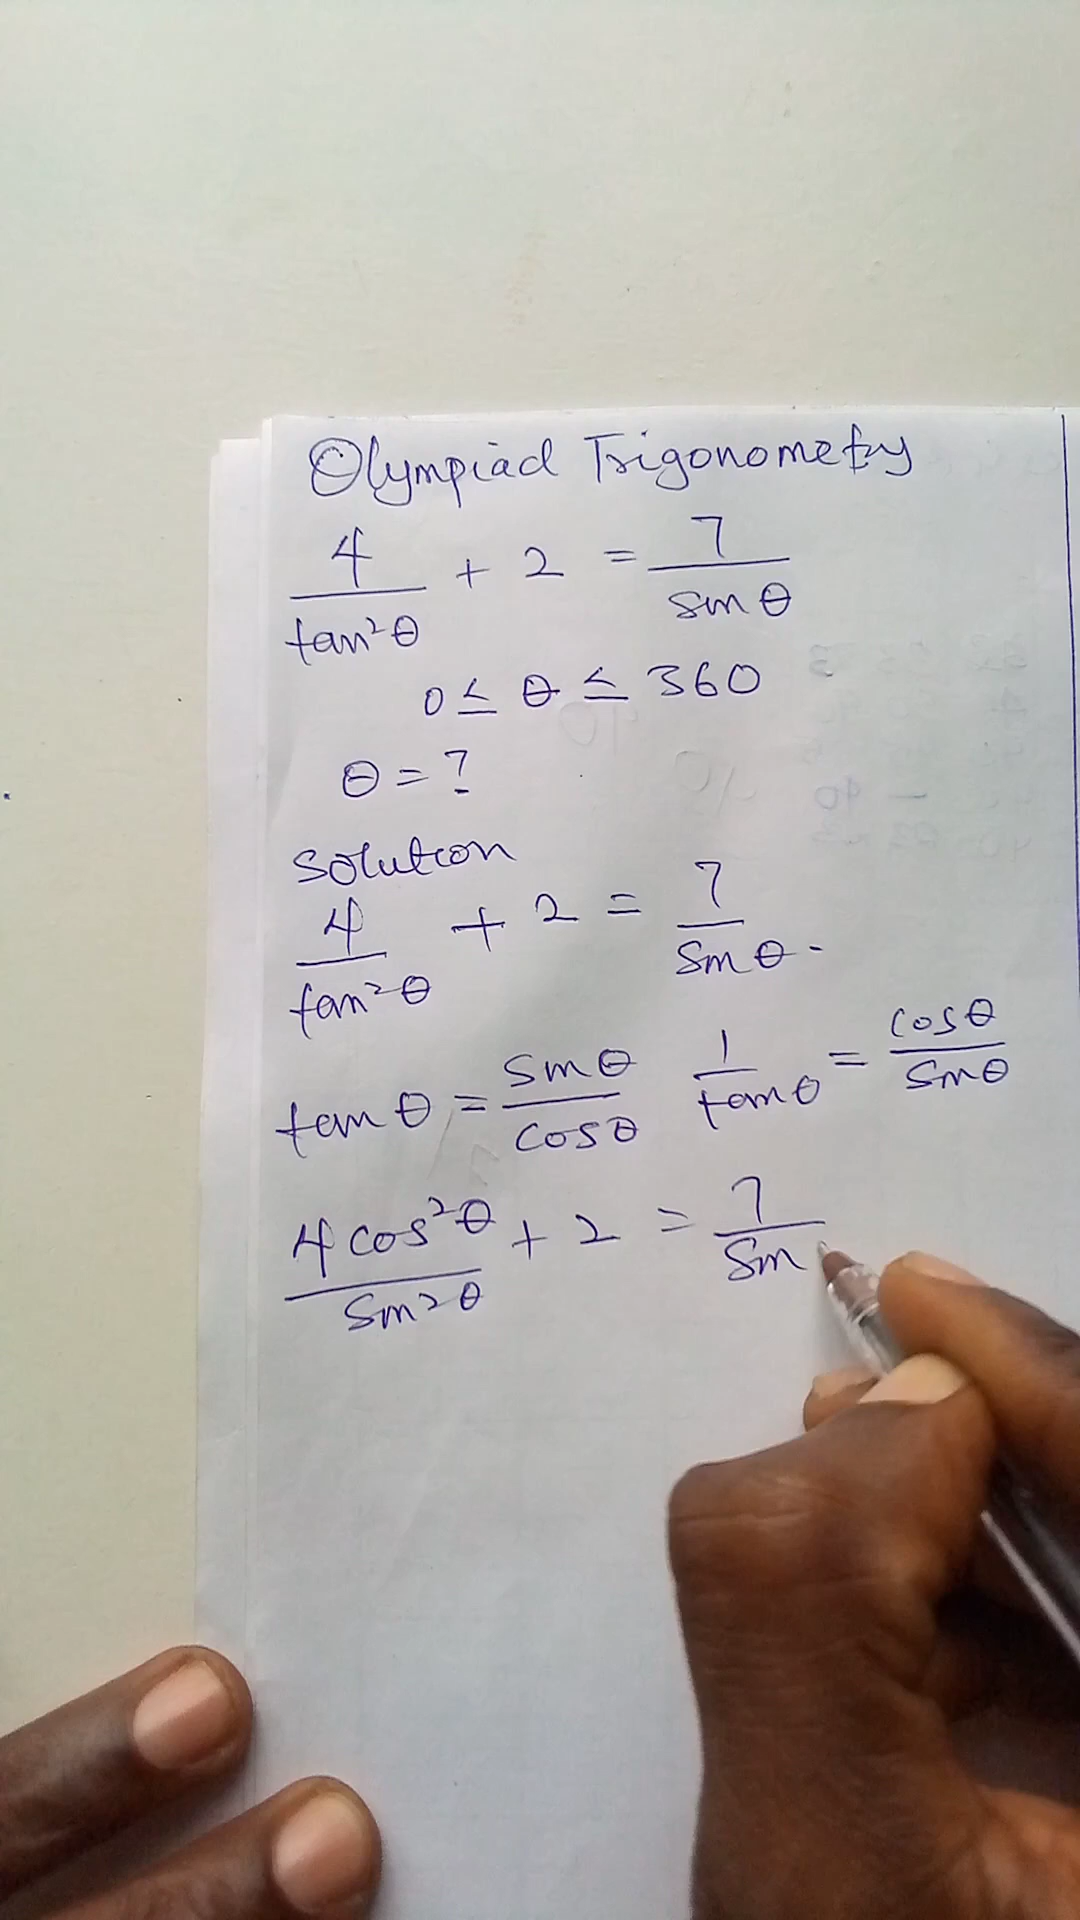 Olympiad Trigonometry
4/tan²θ + 2 = 7/sinθ
0 ≤ θ ≤ 360
θ = ?
Solution
4/tan²θ + 2 = 7/sinθ.
tanθ = sinθ/cosθ 1/tanθ = cosθ/sinθ
4cos²θ/sin²θ + 2 = 7/sin